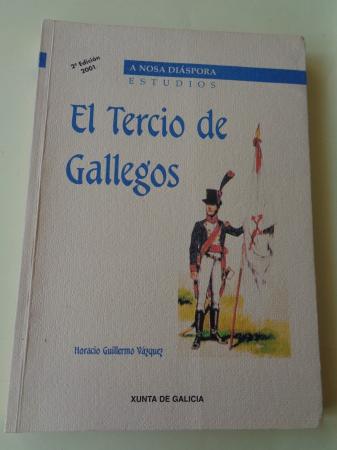 2ª Edición
2001
A NOSA DIÁSPORA
ESTUDIOS
El Tercio de
Gallegos
Horacio Guillermo Vázquez
XUNTA DE GALICIA